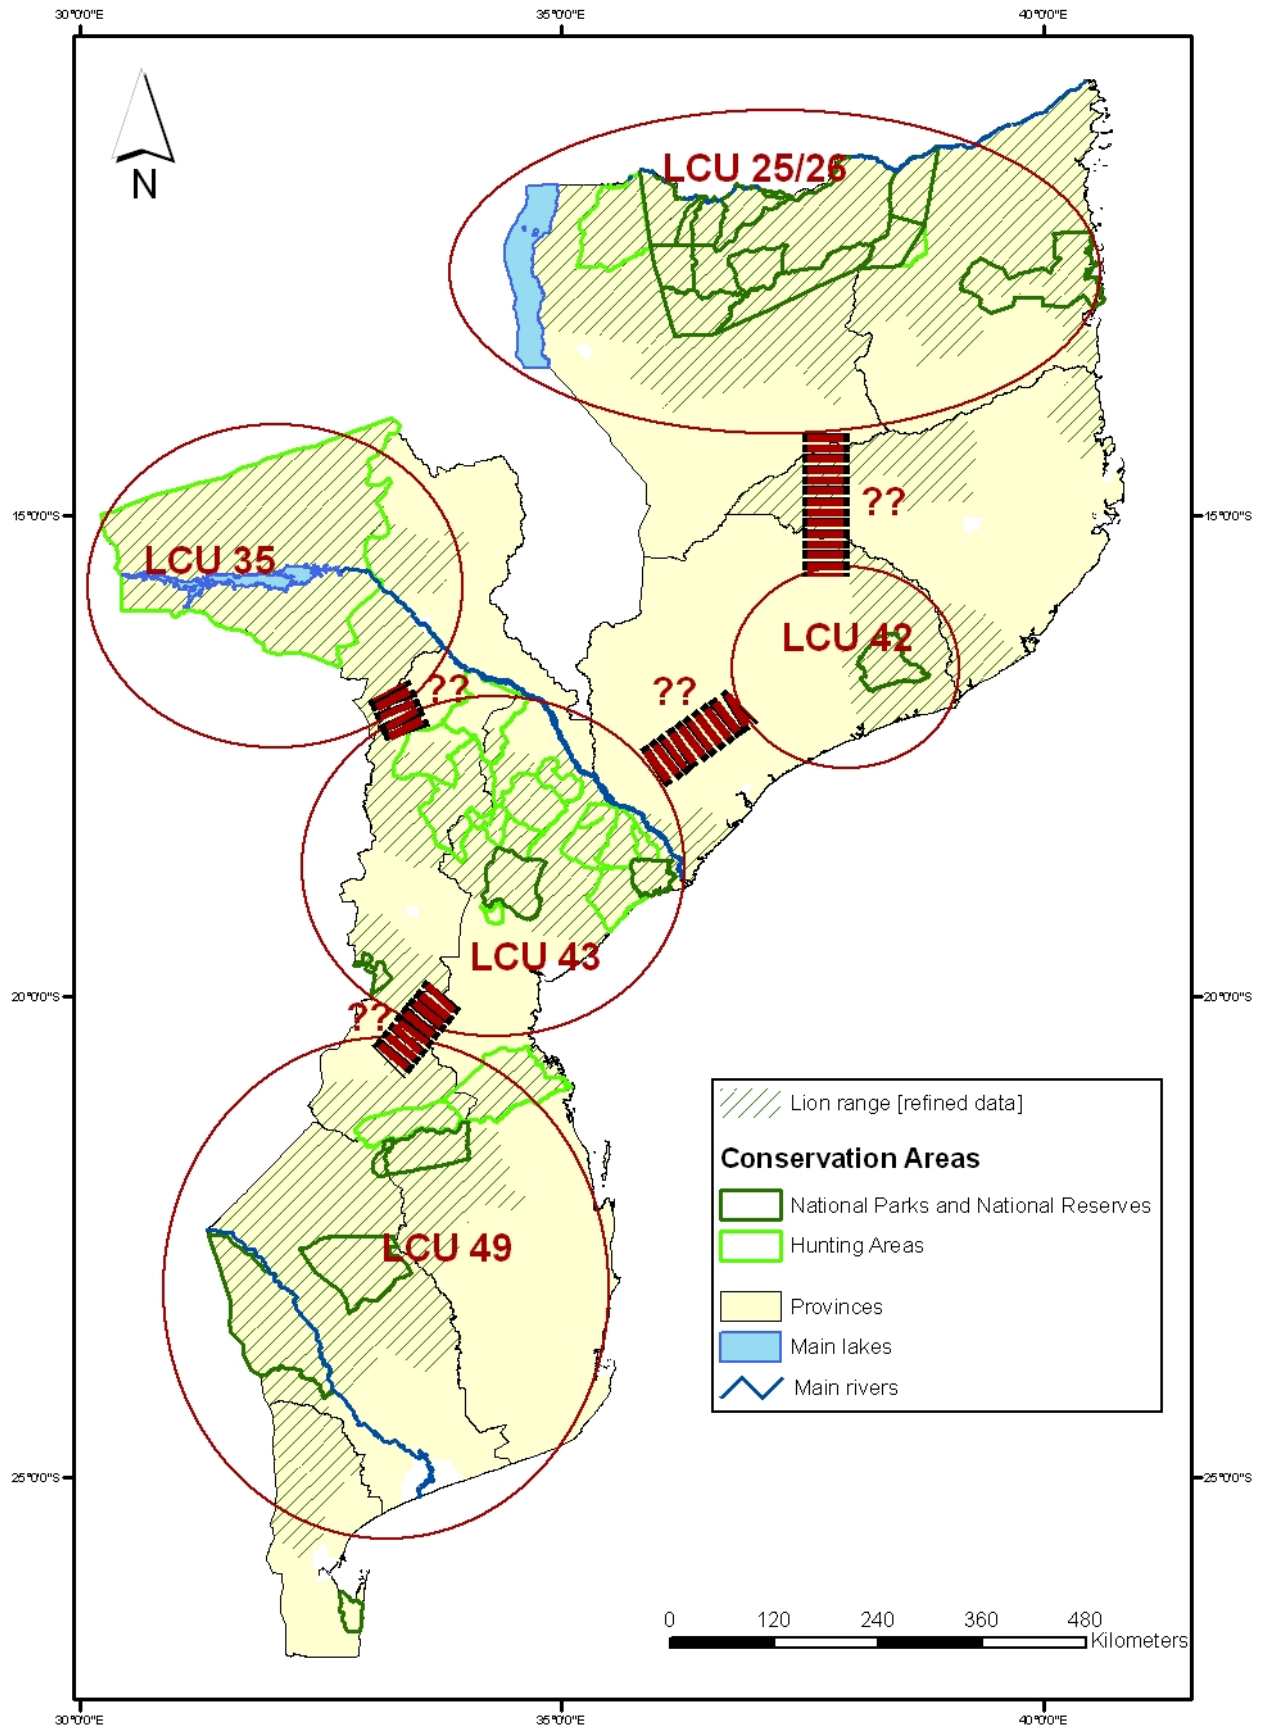 30°0'0"E 35°0'0"E 40°0'0"E
N
LCU 25/26
??
15°0'0"S 15°0'0"S
LCU 35
LCU 42
??
??
LCU 43
20°0'0"S 20°0'0"S
??
Lion range [refined data]
Conservation Areas
National Parks and National Reserves
LCU 49
Hunting Areas
Provinces
Main lakes
Main rivers
25°0'0"S 25°0'0"S
0 120 240 360 480
Kilometers
30°0'0"E 35°0'0"E 40°0'0"E